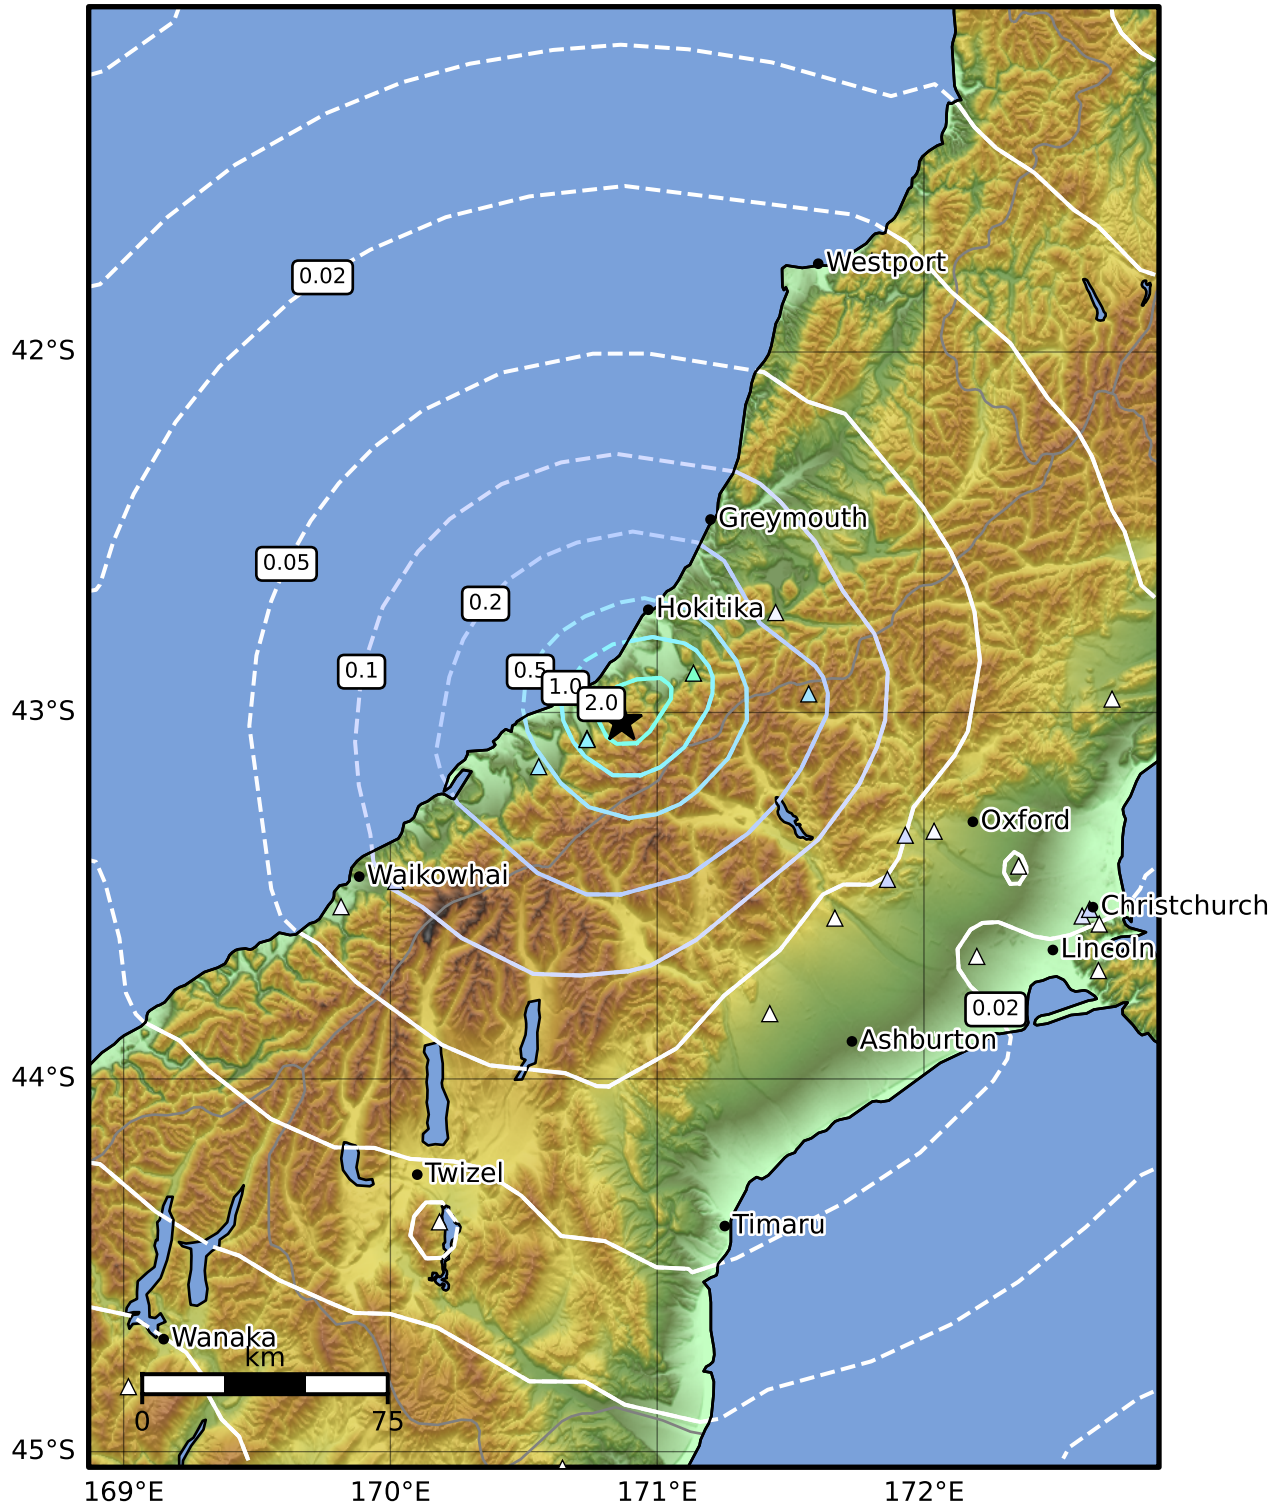 Westport
0.02
42°S
Greymouth
0.05
0.2
Hokitika
0.1
0.5
1.0
2.0
43°S
Oxford
Waikowhai
Christchurch
Lincoln
0.02
Ashburton
44°S
Twizel
Timaru
Wanaka
km
0 75
45°S
169°E 170°E 171°E 172°E